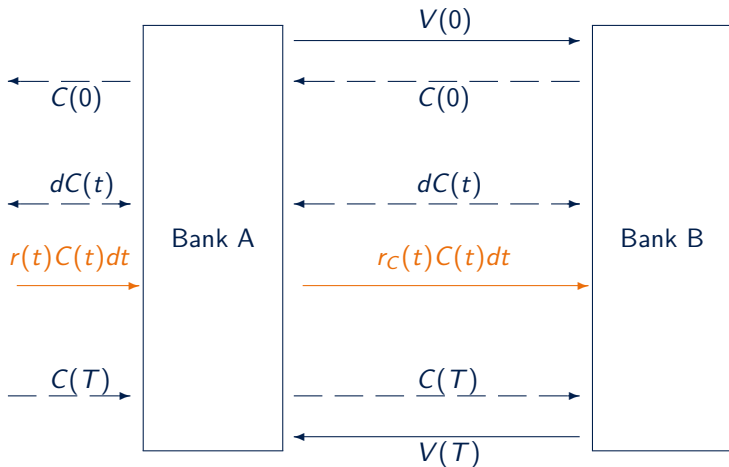 V(0)
C(0) C(0)
dC(t) dC(t)
Bank A Bank B
r(t)C(t)dt r_C(t)C(t)dt
C(T) C(T)
V(T)